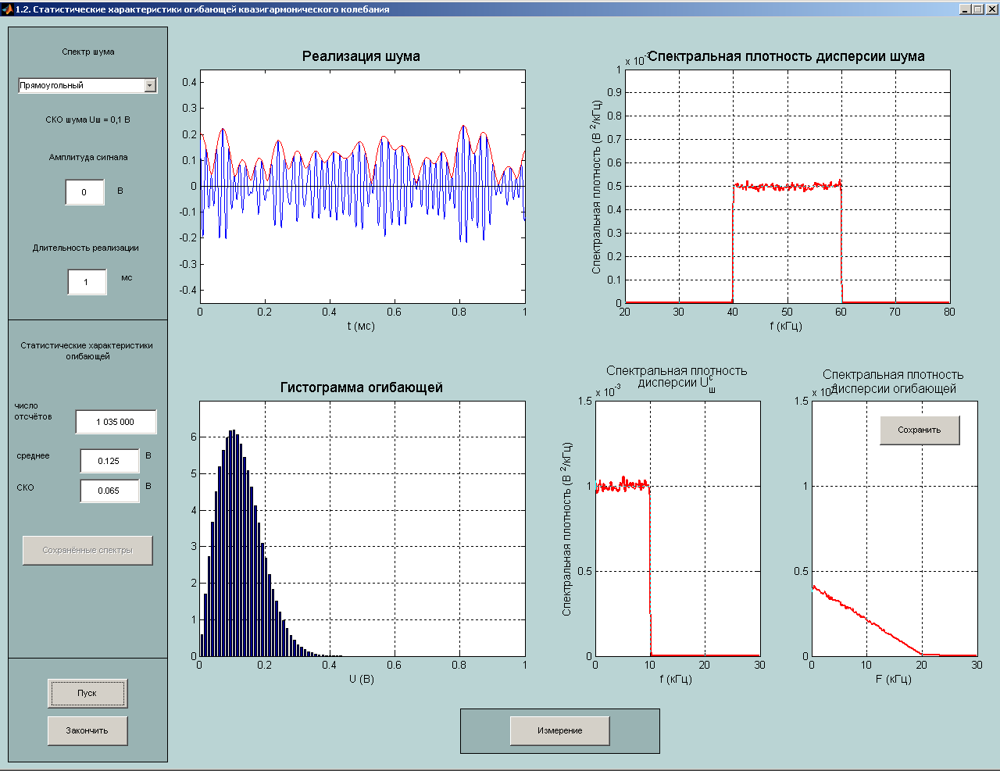 1.2. Статистические характеристики огибающей квазигармонического колебания
Спектр шума
Прямоугольный
СКО шума Uш = 0,1 В
Амплитуда сигнала
0 В
Длительность реализации
1 мс
Статистические характеристики
огибающей
число
отсчётов
1 035 000
среднее 0.125 В
СКО 0.065 В
Сохранённые спектры
Пуск
Закончить
Реализация шума
0.4
0.3
0.2
0.1
0
-0.1
-0.2
-0.3
-0.4
0 0.2 0.4 0.6 0.8 1
t (мс)
Спектральная плотность дисперсии шума
x 10 -3
Спектральная плотность (В 2/кГц)
1
0.9
0.8
0.7
0.6
0.5
0.4
0.3
0.2
0.1
0
20 30 40 50 60 70 80
f (кГц)
Гистограмма огибающей
6
5
4
3
2
1
0
0 0.2 0.4 0.6 0.8 1
U (В)
Спектральная плотность
дисперсии U с ш
x 10 -3
Спектральная плотность (В 2/кГц)
1.5
1
0.5
0
0 10 20 30
f (кГц)
Спектральная плотность
дисперсии огибающей
x 10
1.5
1
0.5
0
0 10 20 30
F (кГц)
Сохранить
Измерение